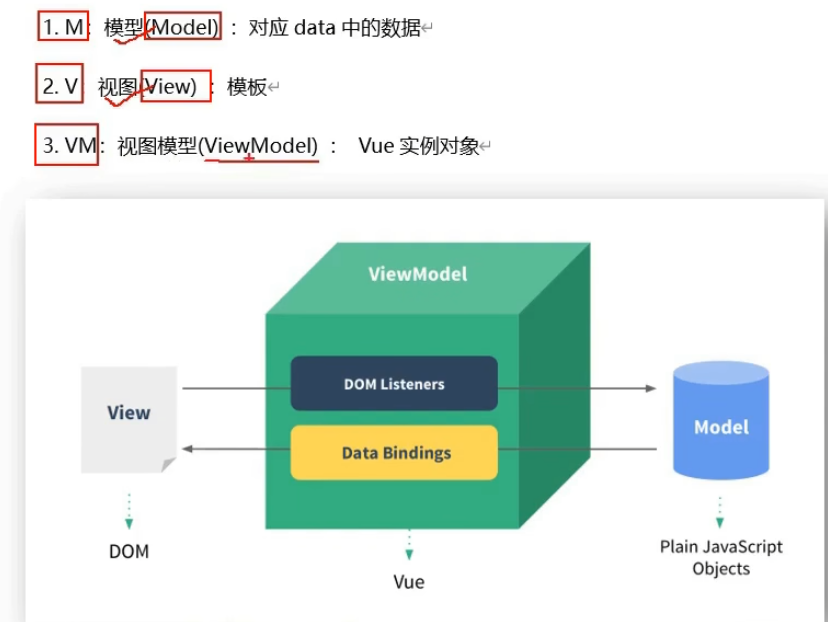 1. M：模型(Model) ：对应 data 中的数据↵
2. V 视图(View) ：模板↵
3. VM：视图模型(ViewModel) ： Vue 实例对象↵
ViewModel
DOM Listeners
View
Model
Data Bindings
DOM
Plain JavaScript
Objects
Vue